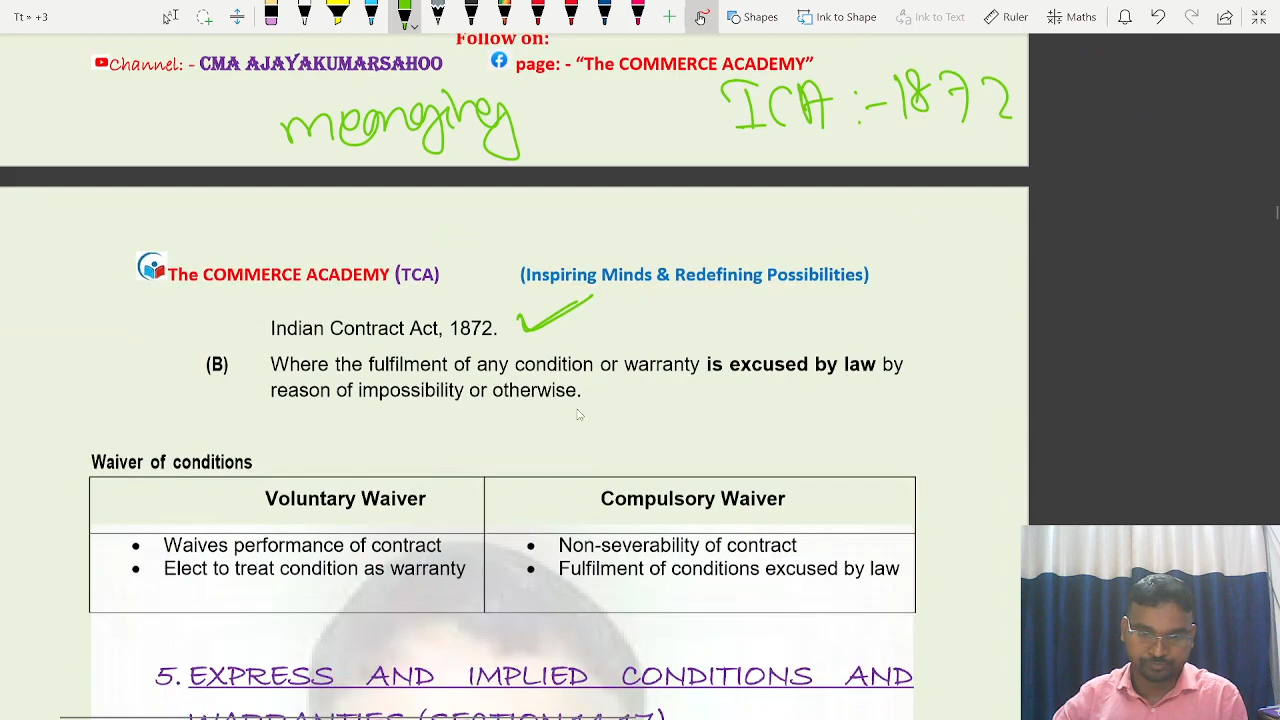 Tt = ×3
Shapes
Ink to Shape
Ink to Text
Ruler
Maths
Follow on:
Channel: - CMA AJAYAKUMARSAHOO page: - “The COMMERCE ACADEMY”
ICA :- 1872
The COMMERCE ACADEMY (TCA) (Inspiring Minds & Redefining Possibilities)
Indian Contract Act, 1872.
(B) Where the fulfilment of any condition or warranty is excused by law by
reason of impossibility or otherwise.
Waiver of conditions
Voluntary Waiver Compulsory Waiver
• Waives performance of contract • Non-severability of contract
• Elect to treat condition as warranty • Fulfilment of conditions excused by law
5. EXPRESS AND IMPLIED CONDITIONS AND
WARRANTIES (SECTION